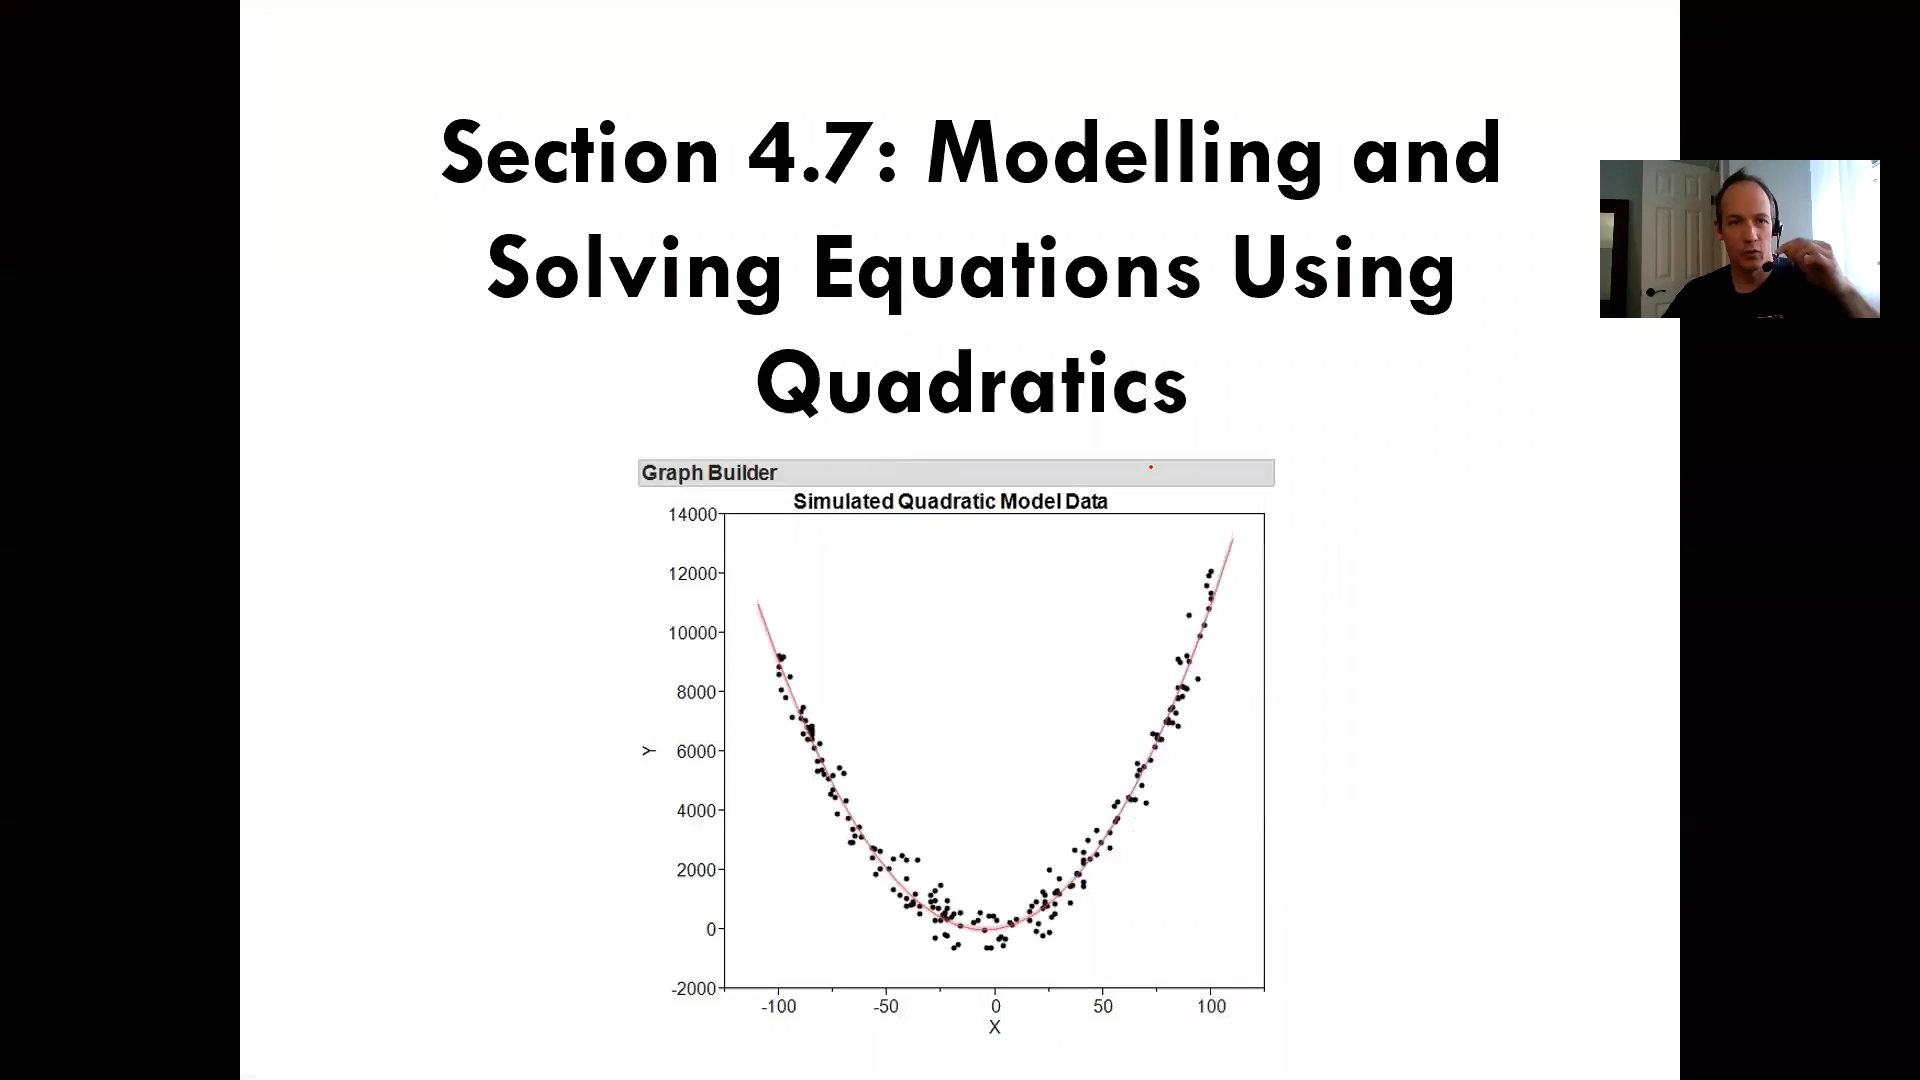 Section 4.7: Modelling and
Solving Equations Using
Quadratics
Graph Builder
Simulated Quadratic Model Data
14000
12000
10000
8000
6000
4000
2000
0
-2000
Y
-100
-50
0
50
100
X